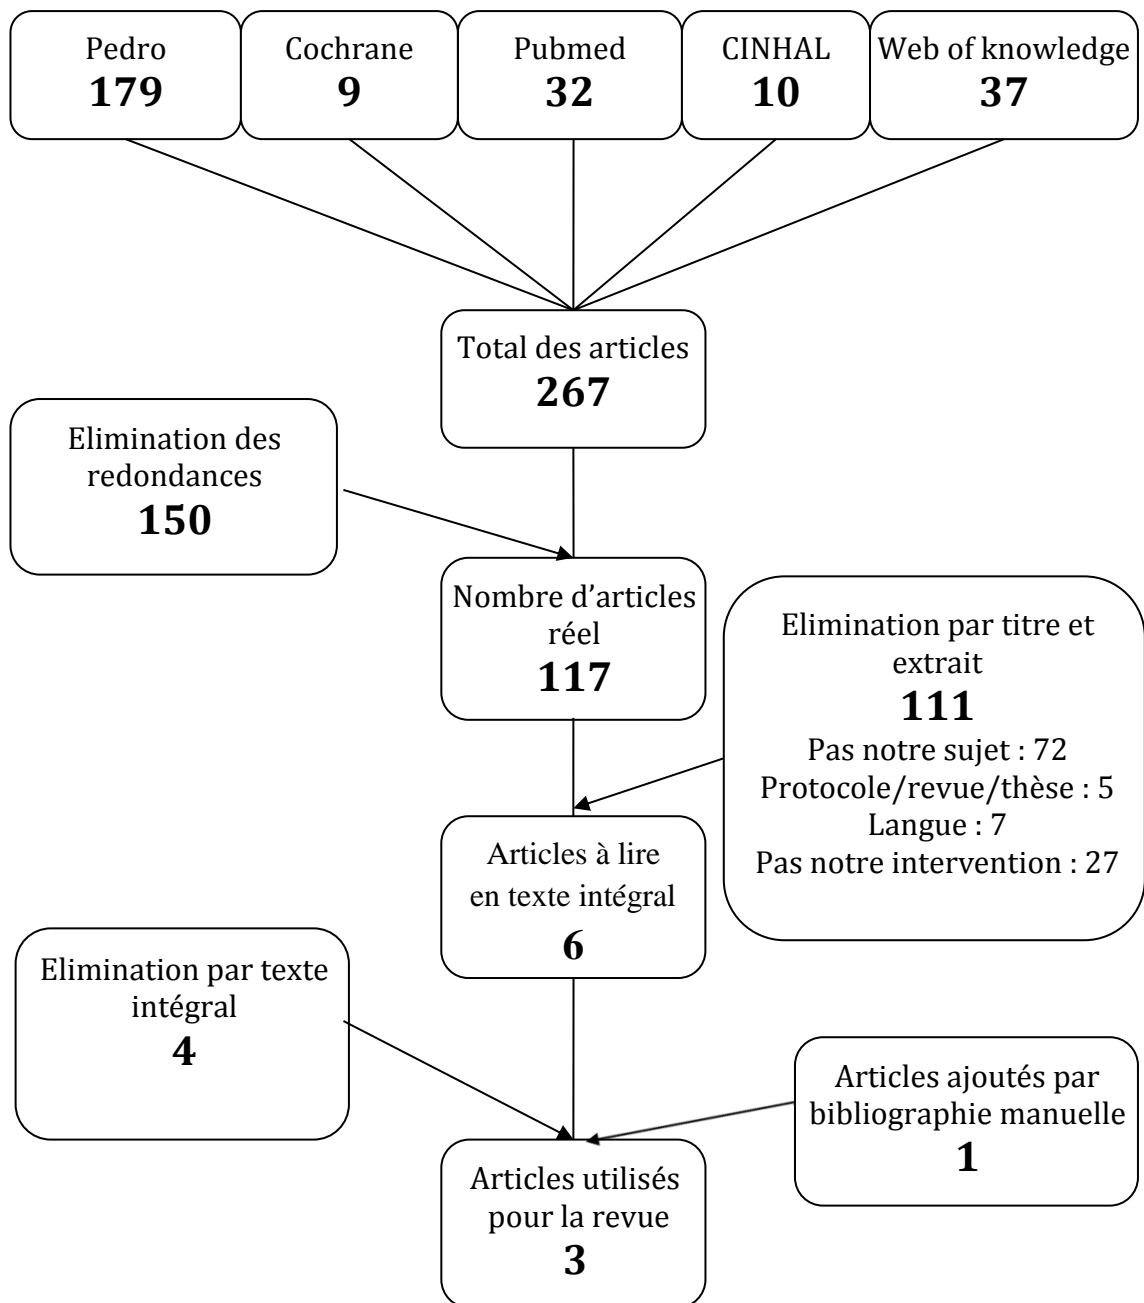 Pedro
179
Cochrane
9
Pubmed
32
CINHAL
10
Web of knowledge
37
Total des articles
267
Elimination des
redondances
150
Nombre d’articles
réel
117
Elimination par titre et
extrait
111
Pas notre sujet : 72
Protocole/revue/thèse : 5
Langue : 7
Pas notre intervention : 27
Articles à lire
en texte intégral
6
Elimination par texte
intégral
4
Articles ajoutés par
bibliographie manuelle
1
Articles utilisés
pour la revue
3